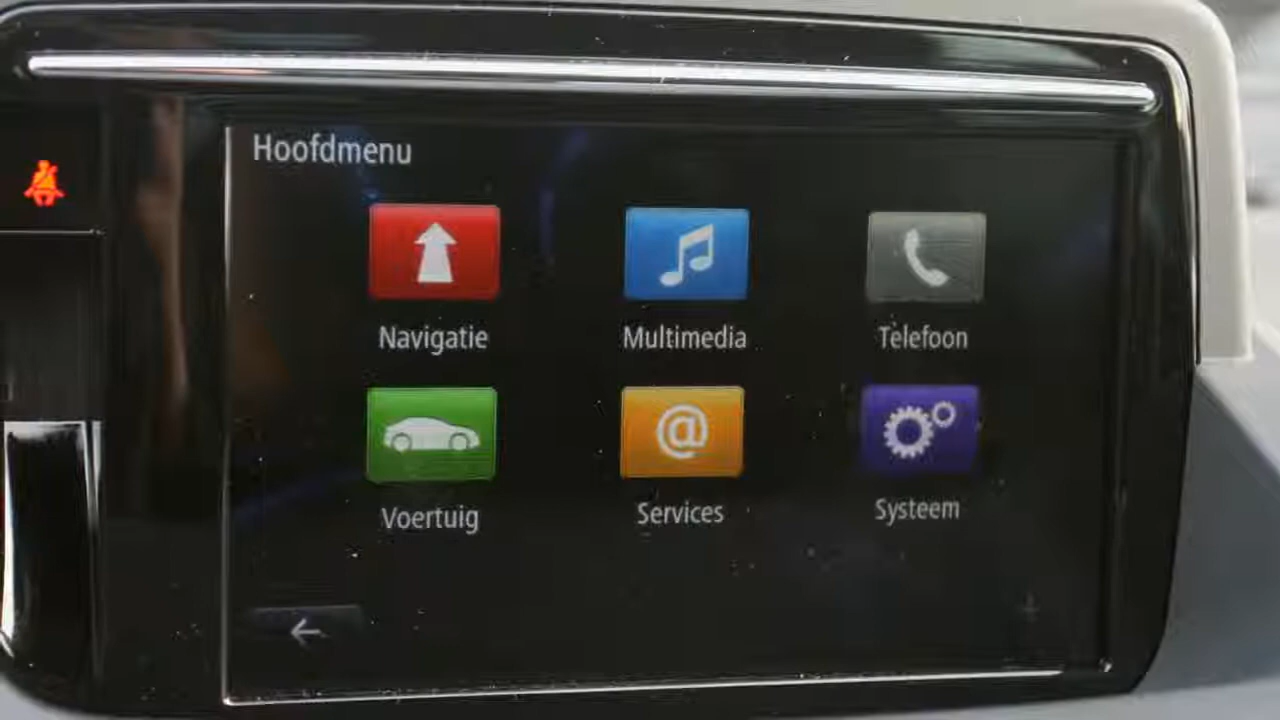 Hoofdmenu
Navigatie
Multimedia
Telefoon
Voertuig
Services
Systeem